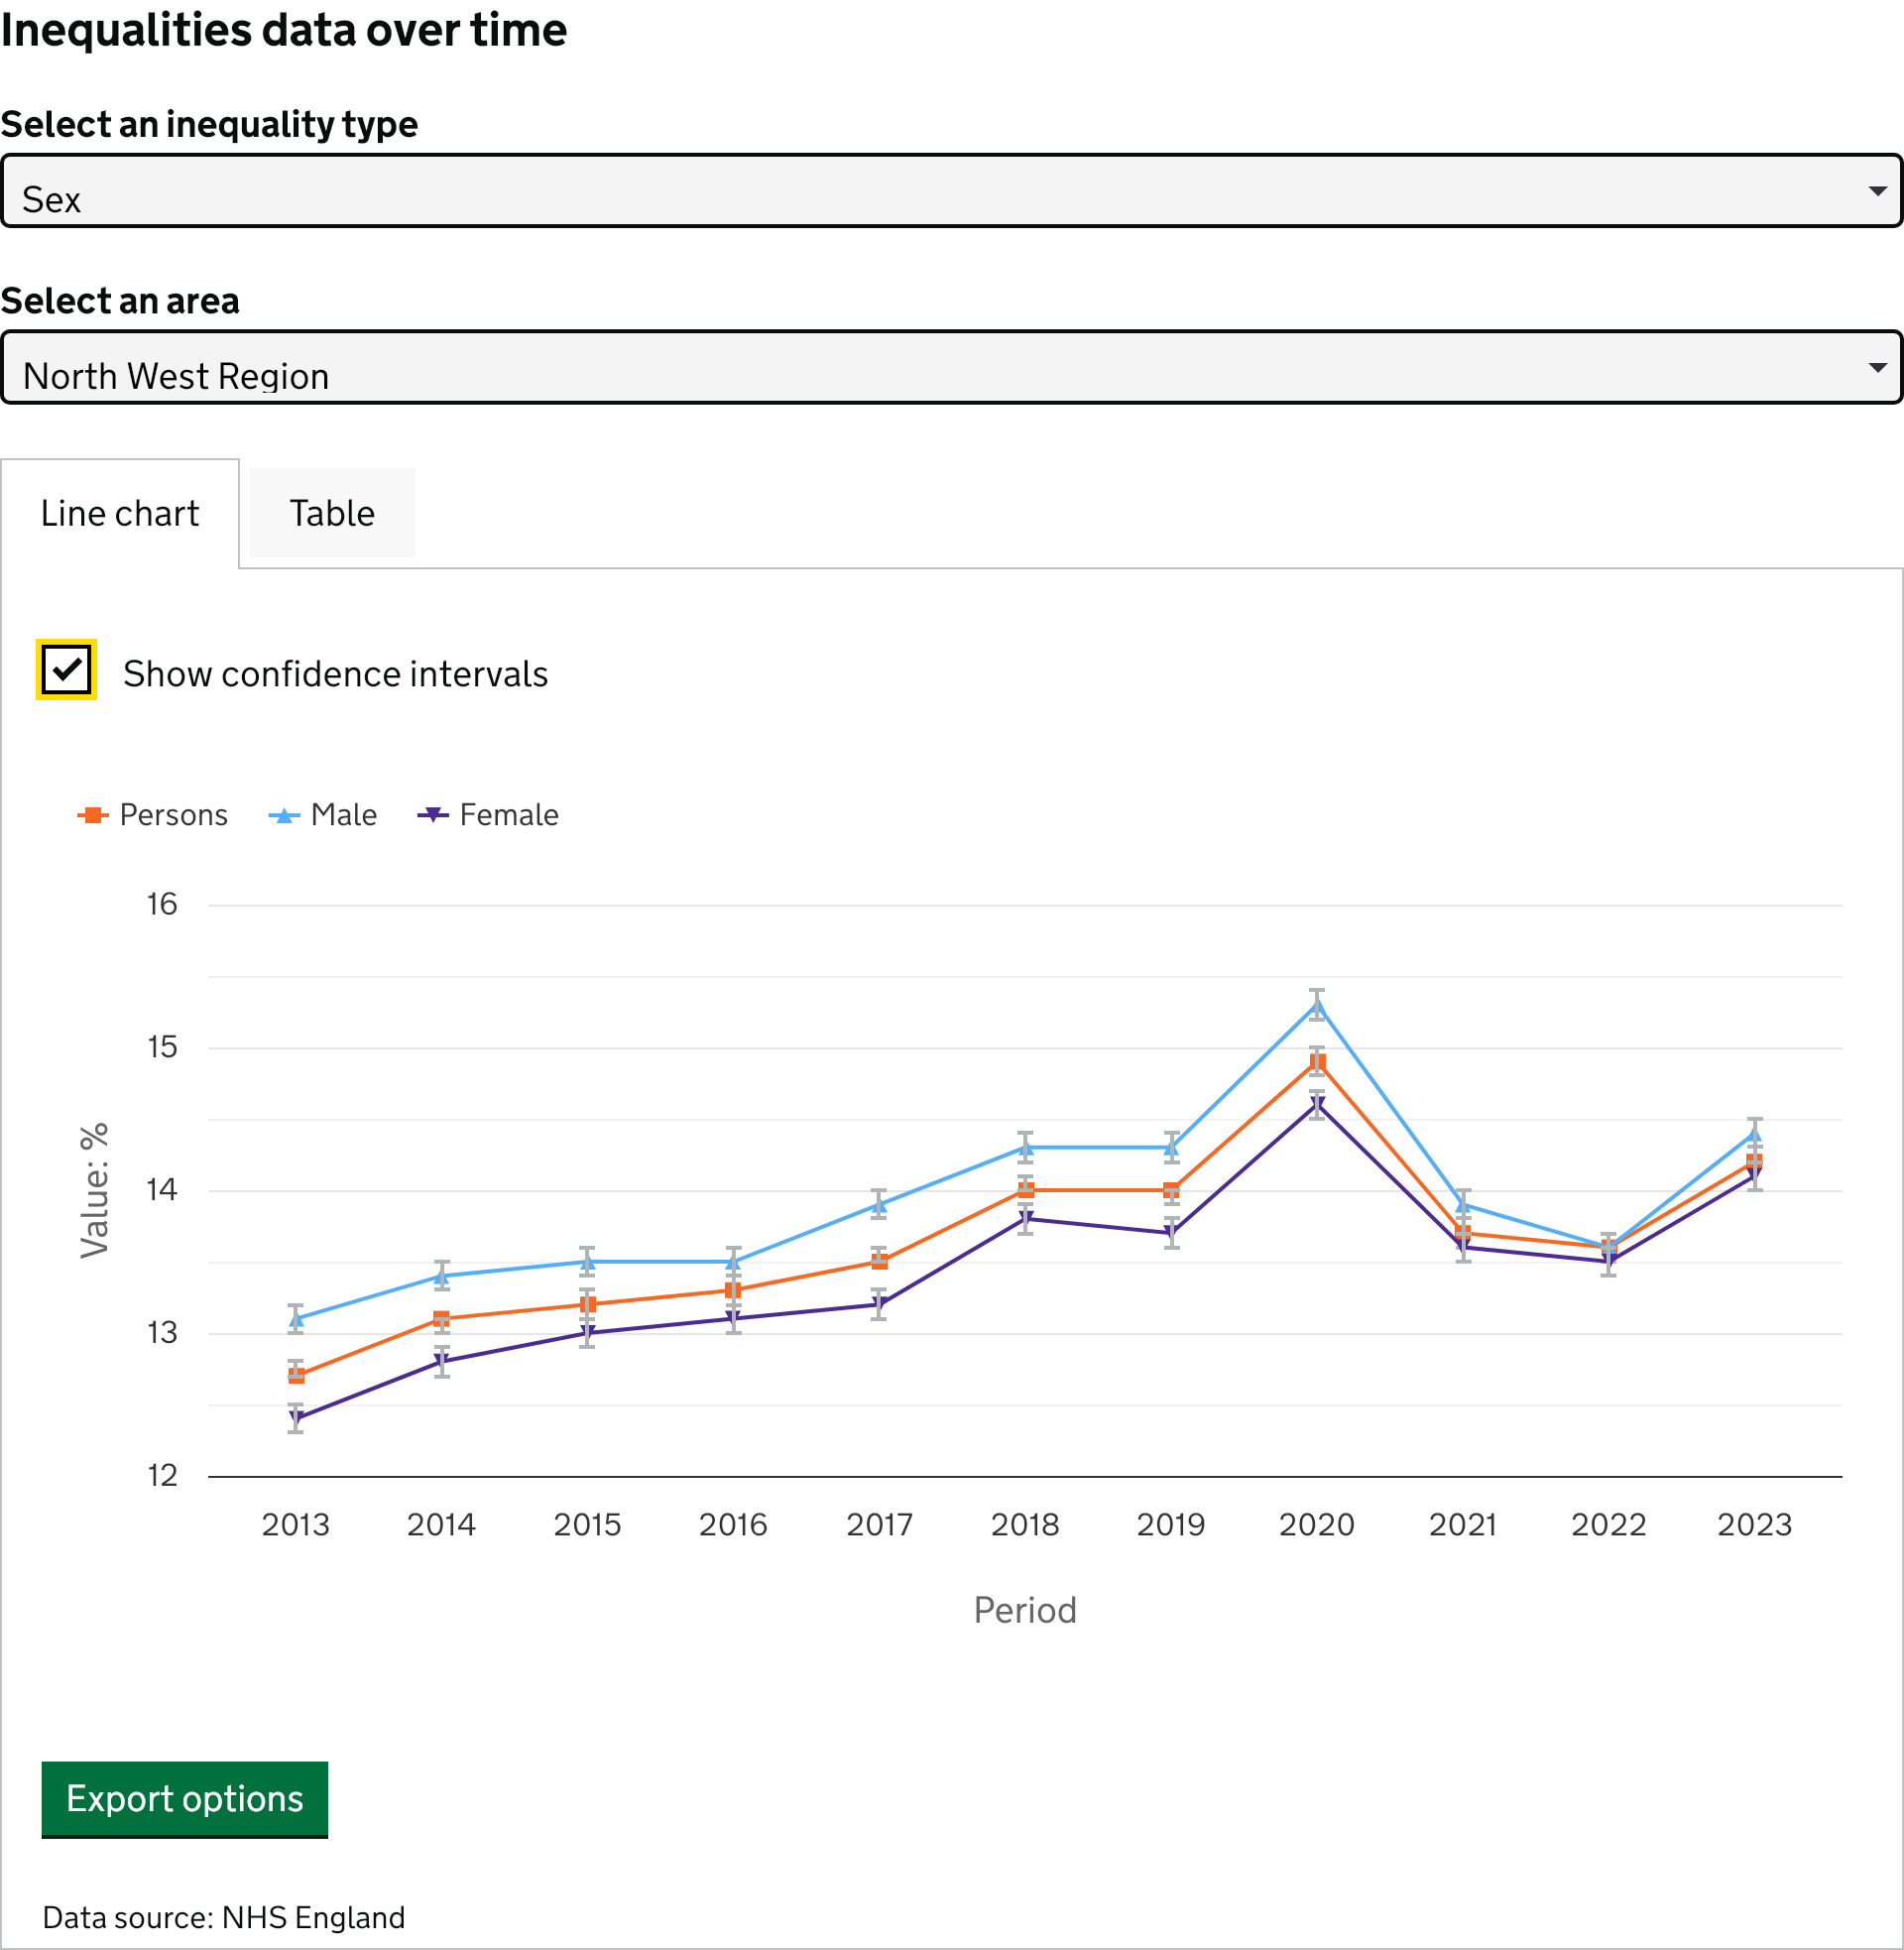 Inequalities data over time
Select an inequality type
Sex
Select an area
North West Region
Line chart Table
Show confidence intervals
Persons Male Female
16
15
14
13
12
Value: %
2013 2014 2015 2016 2017 2018 2019 2020 2021 2022 2023
Period
Export options
Data source: NHS England